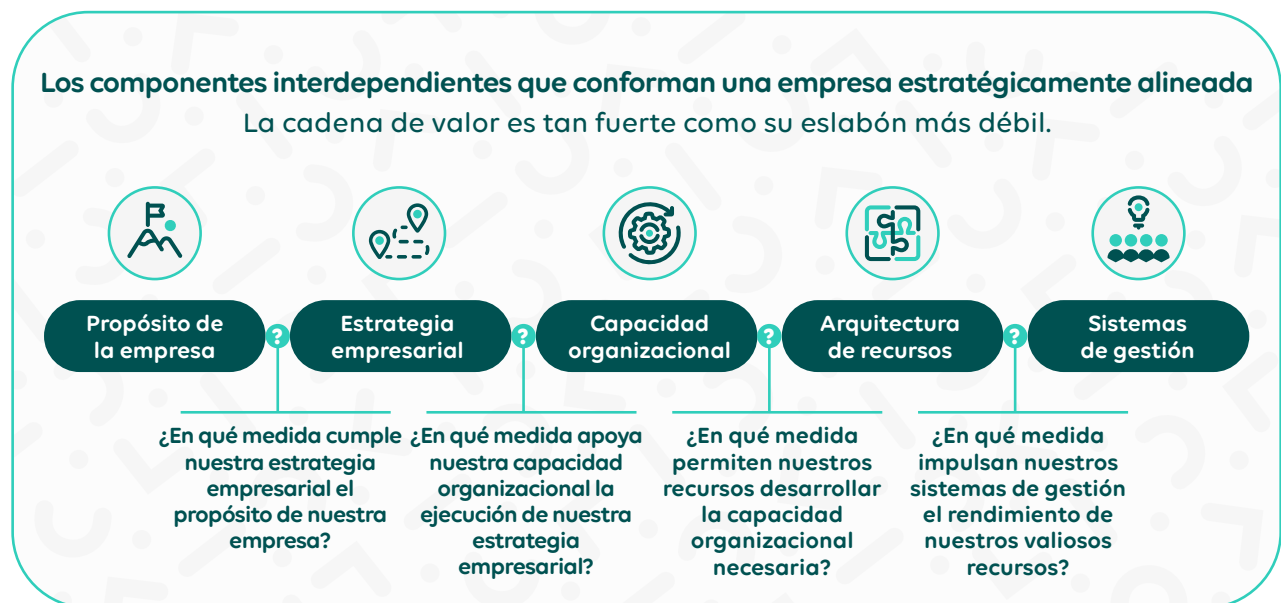 Los componentes interdependientes que conforman una empresa estratégicamente alineada
La cadena de valor es tan fuerte como su eslabón más débil.
Propósito de
la empresa
?
Estrategia
empresarial
?
Capacidad
organizacional
?
Arquitectura
de recursos
?
Sistemas
de gestión
¿En qué medida cumple
nuestra estrategia
empresarial el
propósito de nuestra
empresa?
¿En qué medida apoya
nuestra capacidad
organizacional la
ejecución de nuestra
estrategia
empresarial?
¿En qué medida
permiten nuestros
recursos desarrollar
la capacidad
organizacional
necesaria?
¿En qué medida
impulsan nuestros
sistemas de gestión
el rendimiento de
nuestros valiosos
recursos?